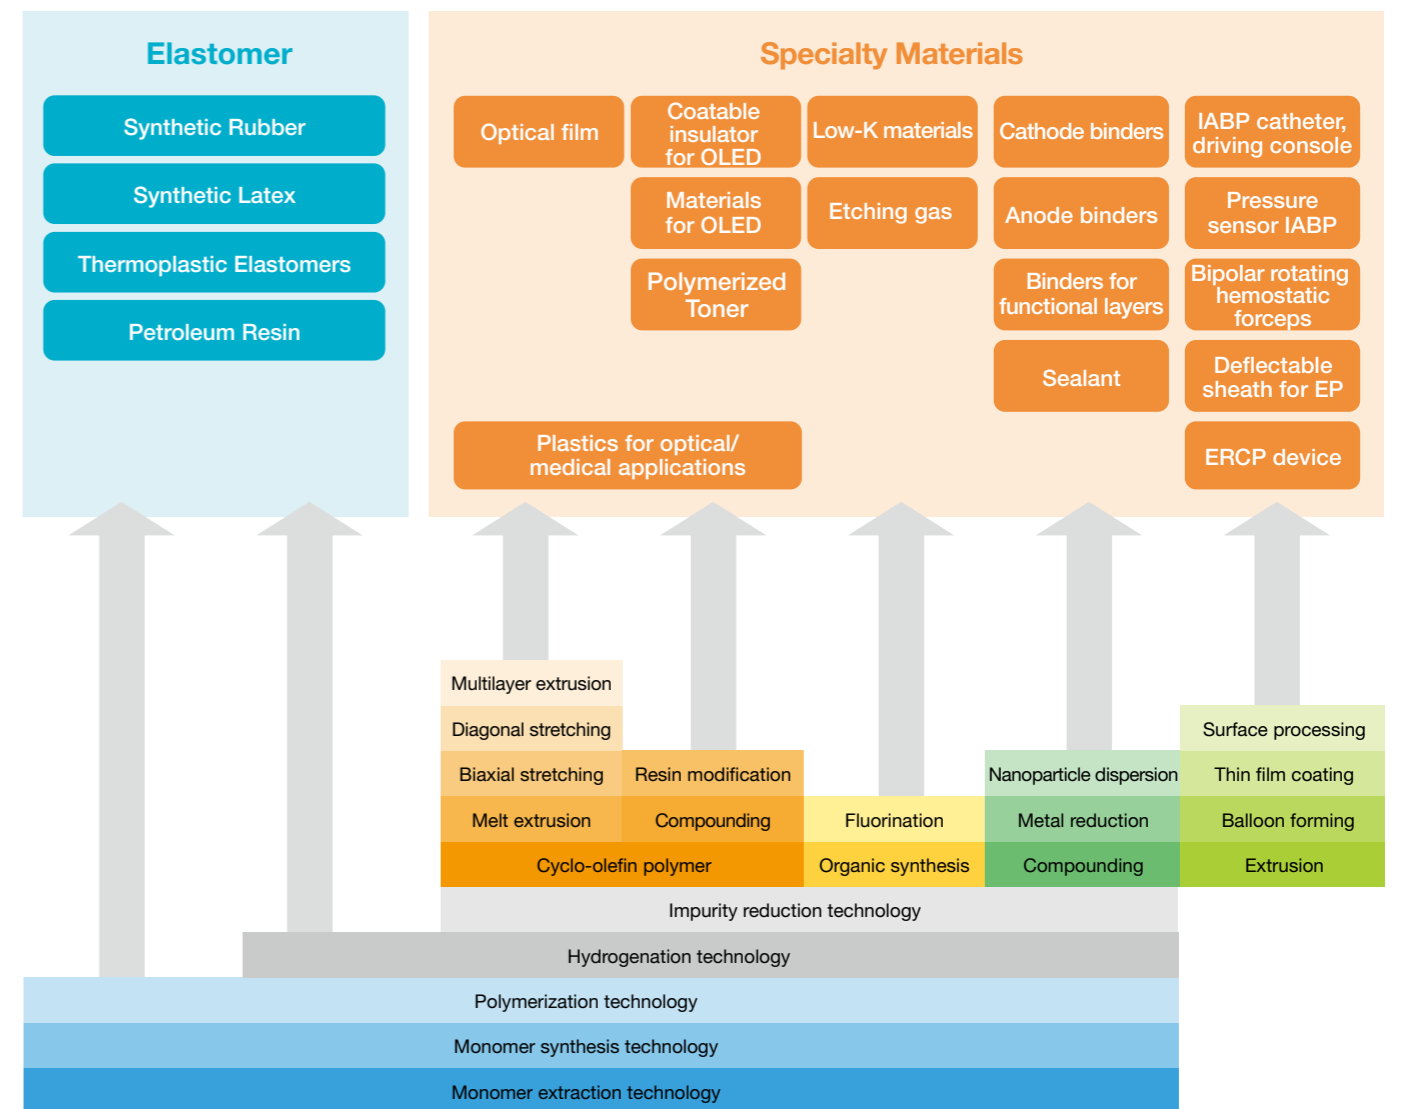 Elastomer
Synthetic Rubber
Synthetic Latex
Thermoplastic Elastomers
Petroleum Resin
Specialty Materials
Optical film
Coatable
insulator
for OLED
Low-K materials
Cathode binders
IABP catheter,
driving console
Materials
for OLED
Etching gas
Anode binders
Pressure
sensor IABP
Polymerized
Toner
Binders for
functional layers
Bipolar rotating
hemostatic
forceps
Sealant
Deflectable
sheath for EP
Plastics for optical/
medical applications
ERCP device
Multilayer extrusion
Diagonal stretching
Surface processing
Biaxial stretching
Resin modification
Nanoparticle dispersion
Thin film coating
Melt extrusion
Compounding
Fluorination
Metal reduction
Balloon forming
Cyclo-olefin polymer
Organic synthesis
Compounding
Extrusion
Impurity reduction technology
Hydrogenation technology
Polymerization technology
Monomer synthesis technology
Monomer extraction technology